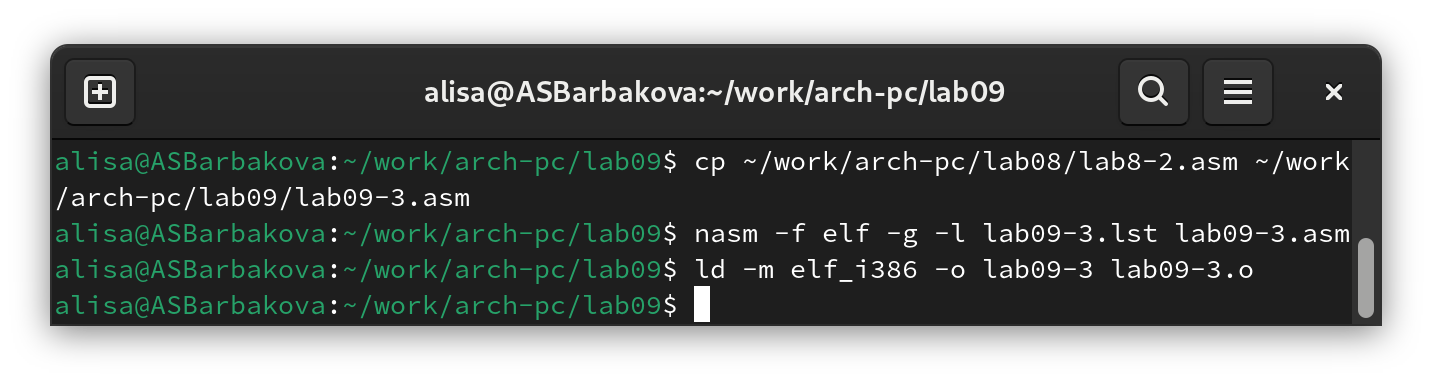 alisa@ASBarbakova:~/work/arch-pc/lab09
alisa@ASBarbakova:~/work/arch-pc/lab09$ cp ~/work/arch-pc/lab08/lab8-2.asm ~/work
/arch-pc/lab09/lab09-3.asm
alisa@ASBarbakova:~/work/arch-pc/lab09$ nasm -f elf -g -l lab09-3.lst lab09-3.asm
alisa@ASBarbakova:~/work/arch-pc/lab09$ ld -m elf_i386 -o lab09-3 lab09-3.o
alisa@ASBarbakova:~/work/arch-pc/lab09$